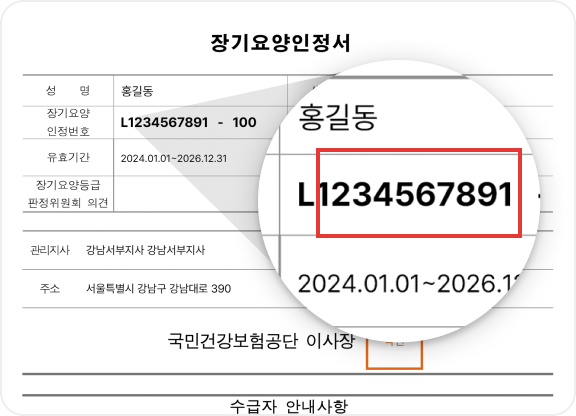 장기요양인정서
성 명 홍길동
장기요양
인정번호
L1234567891 - 100
유효기간 2024.01.01~2026.12.31
장기요양등급
판정위원회 의견
관리지사 강남서부지사 강남서부지사
주소 서울특별시 강남구 강남대로 390
국민건강보험공단 이사장
수급자 안내사항
홍길동
L1234567891 -
2024.01.01~2026.12